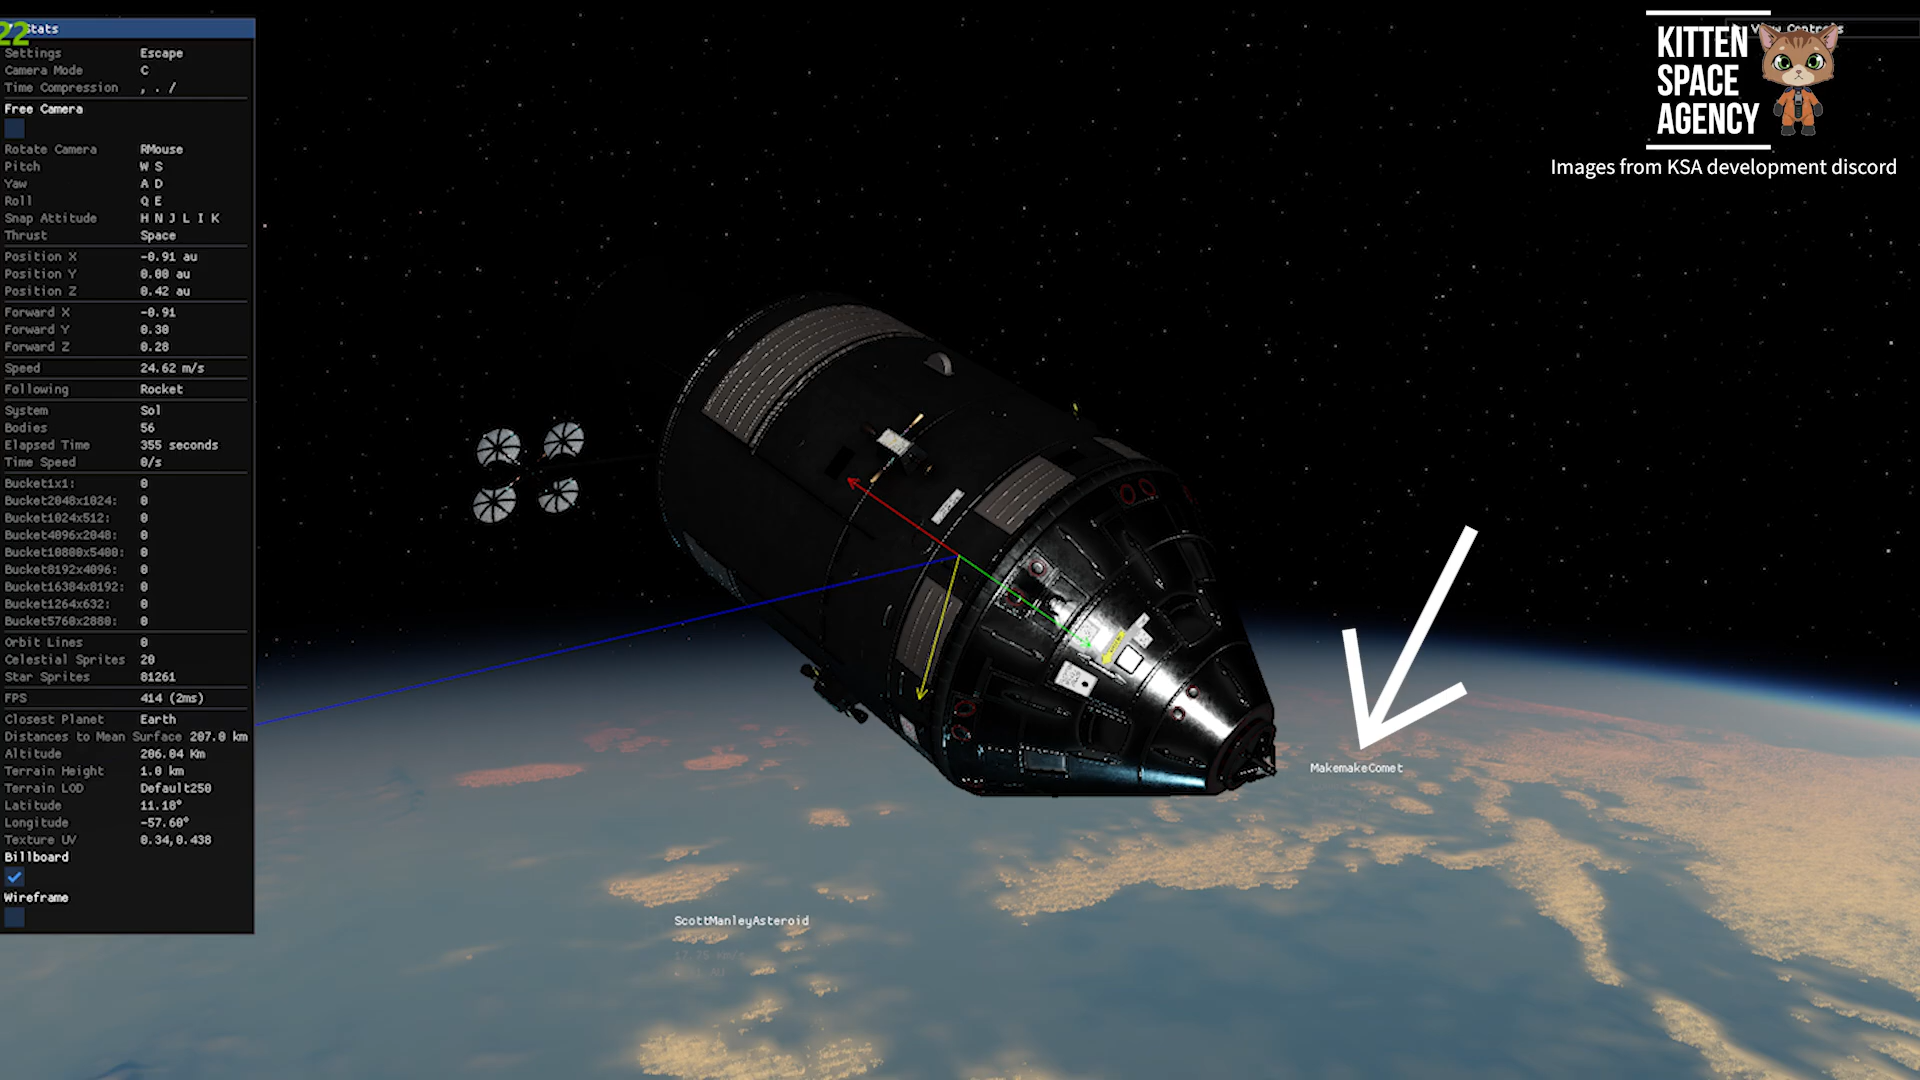 Stats
22
Settings Escape
Camera Mode C
Time Compression , . /
Free Camera
Rotate Camera RMouse
Pitch W S
Yaw A D
Roll Q E
Snap Attitude H N J L I K
Thrust Space
Position X -0.91 au
Position Y 0.00 au
Position Z 0.42 au
Forward X -0.91
Forward Y 0.30
Forward Z 0.28
Speed 24.62 m/s
Following Rocket
System Sol
Bodies 56
Elapsed Time 355 seconds
Time Speed 0/s
Bucket1x1: 0
Bucket2048x1024: 0
Bucket1024x512: 0
Bucket4096x2048: 0
Bucket10800x5400: 0
Bucket8192x4096: 0
Bucket16384x8192: 0
Bucket1264x632: 0
Bucket5760x2880: 0
Orbit Lines 0
Celestial Sprites 20
Star Sprites 81261
FPS 414 (2ms)
Closest Planet Earth
Distances to Mean Surface 207.0 km
Altitude 206.04 Km
Terrain Height 1.0 km
Terrain LOD Default250
Latitude 11.10°
Longitude -57.60°
Texture UV 0.34,0.438
Billboard
Wireframe
View Controls
KITTEN
SPACE
AGENCY
Images from KSA development discord
MakemakeComet
ScottManleyAsteroid